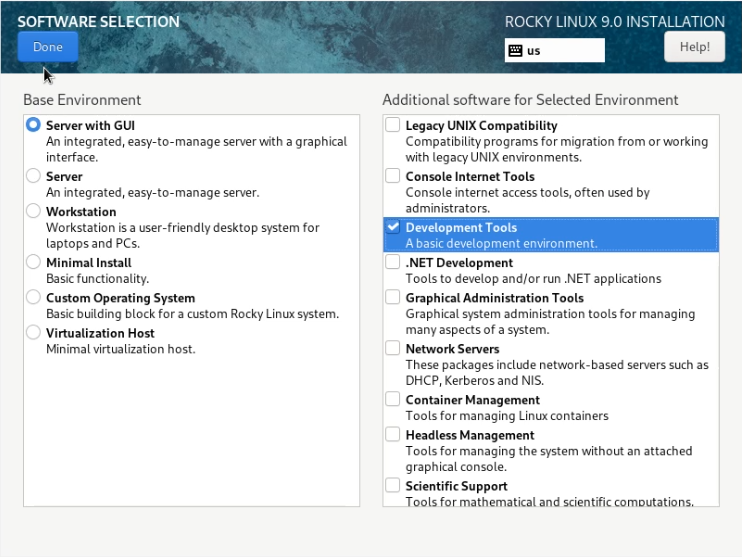 SOFTWARE SELECTION
ROCKY LINUX 9.0 INSTALLATION
Done
us
Help!
Base Environment
Server with GUI
An integrated, easy-to-manage server with a graphical
interface.
Server
An integrated, easy-to-manage server.
Workstation
Workstation is a user-friendly desktop system for
laptops and PCs.
Minimal Install
Basic functionality.
Custom Operating System
Basic building block for a custom Rocky Linux system.
Virtualization Host
Minimal virtualization host.
Additional software for Selected Environment
Legacy UNIX Compatibility
Compatibility programs for migration from or working
with legacy UNIX environments.
Console Internet Tools
Console internet access tools, often used by
administrators.
Development Tools
A basic development environment.
.NET Development
Tools to develop and/or run .NET applications
Graphical Administration Tools
Graphical system administration tools for managing
many aspects of a system.
Network Servers
These packages include network-based servers such as
DHCP, Kerberos and NIS.
Container Management
Tools for managing Linux containers
Headless Management
Tools for managing the system without an attached
graphical console.
Scientific Support
Tools for mathematical and scientific computations.